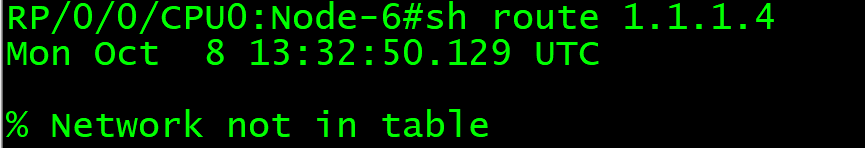 RP/0/0/CPU0:Node-6#sh route 1.1.1.4
Mon Oct  8 13:32:50.129 UTC
% Network not in table